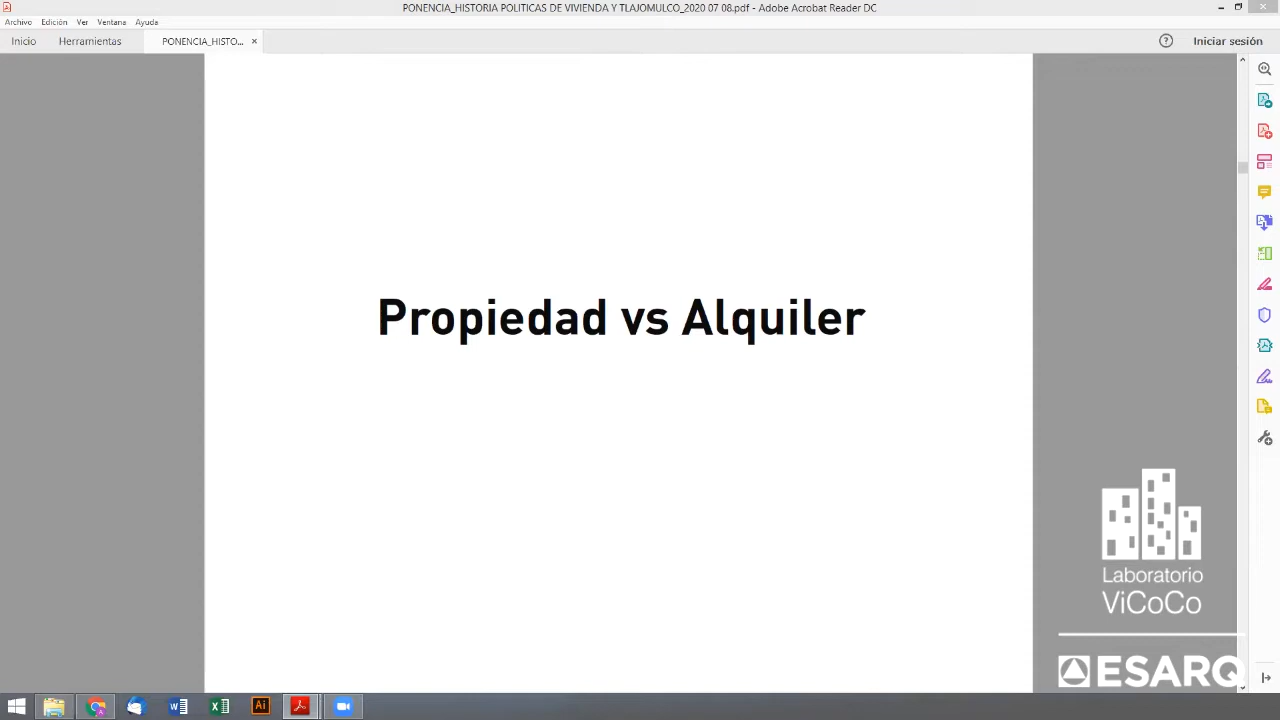 PONENCIA_HISTORIA POLITICAS DE VIVIENDA Y TLAJOMULCO_2020 07 08.pdf - Adobe Acrobat Reader DC
Archivo Edición Ver Ventana Ayuda
Inicio Herramientas PONENCIA_HISTO... × ? Iniciar sesión
Propiedad vs Alquiler
Laboratorio
ViCoCo
ESARQ
Ai